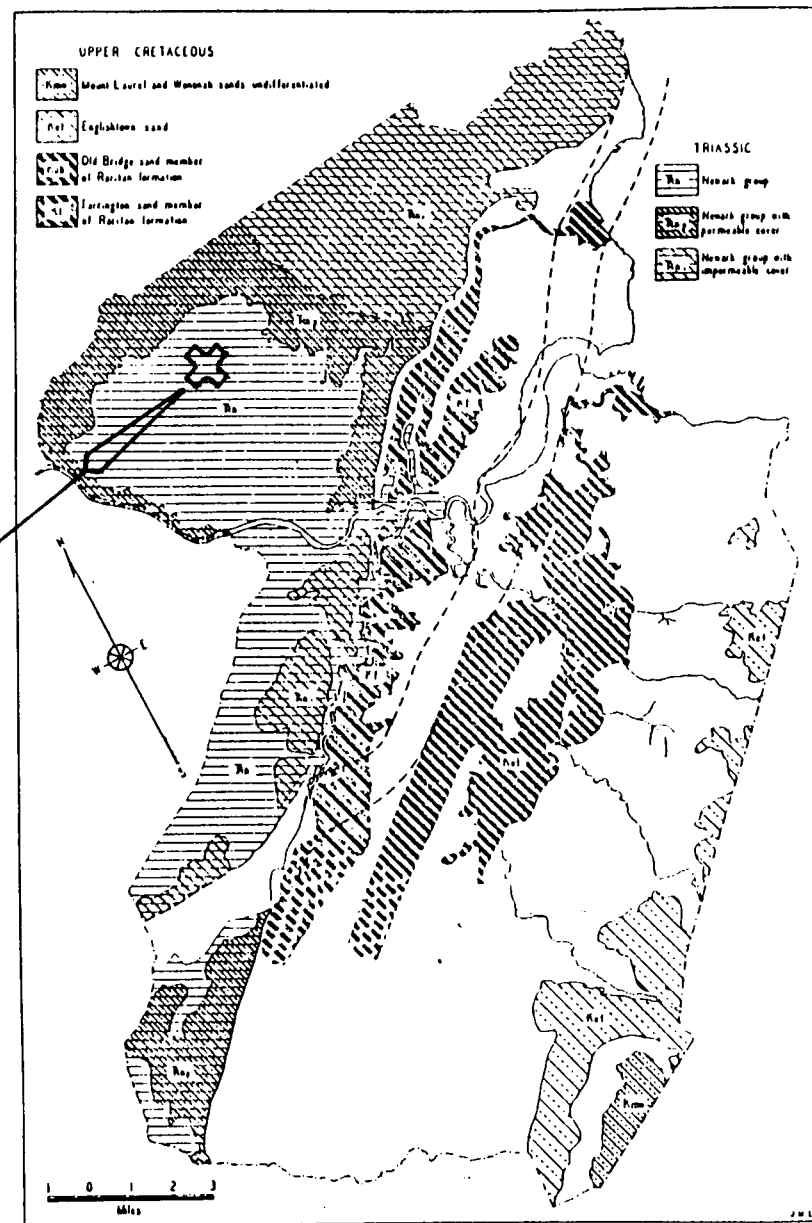 UPPER CRETACEOUS
Kmw Mount Laurel and Wenonah sands undifferentiated
Ket Englishtown sand
Old Bridge sand member
of Raritan formation
Farrington sand member
of Raritan formation
TRIASSIC
Newark group
Newark group with
permeable cover
Newark group with
impermeable cover
N
W
E
S
Ket
Ket
Kmw
1 0 1 2 3
Miles